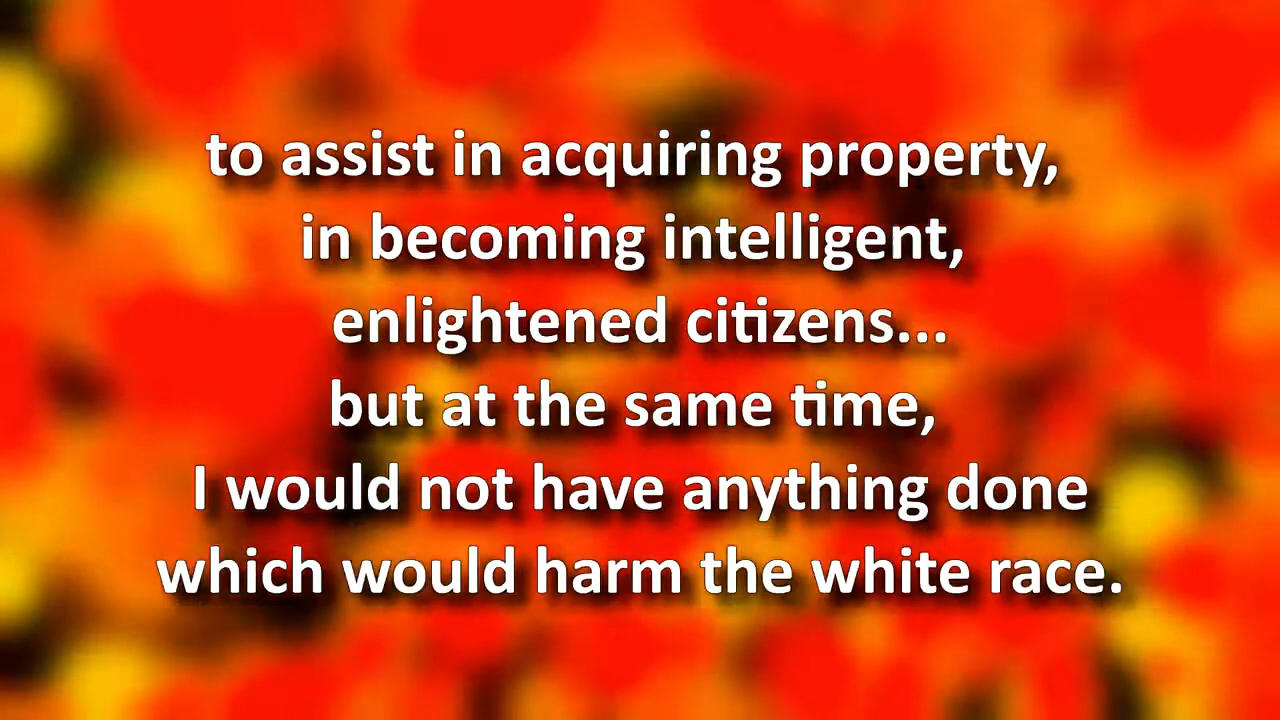 to assist in acquiring property,
in becoming intelligent,
enlightened citizens...
but at the same time,
I would not have anything done
which would harm the white race.